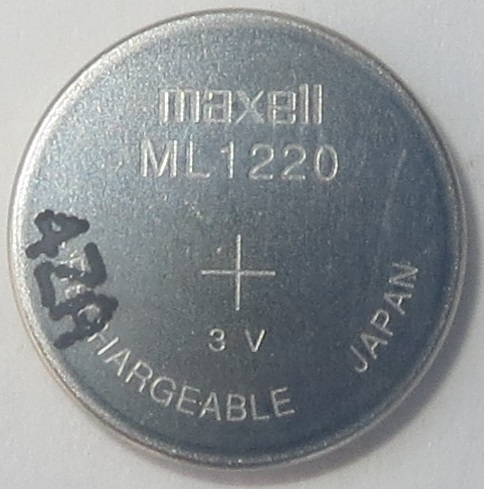 maxell
ML1220
+
3 V
HARGEABLE JAPAN